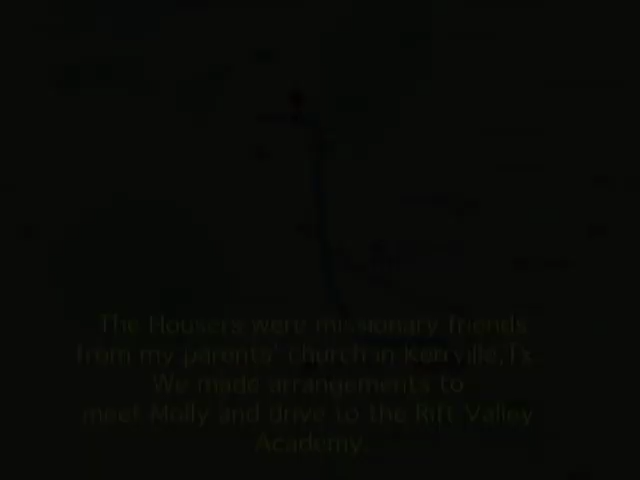 The Housers were missionary friends
from my parents' church in Kerrville,Tx.
We made arrangements to
meet Molly and drive to the Rift Valley
Academy.